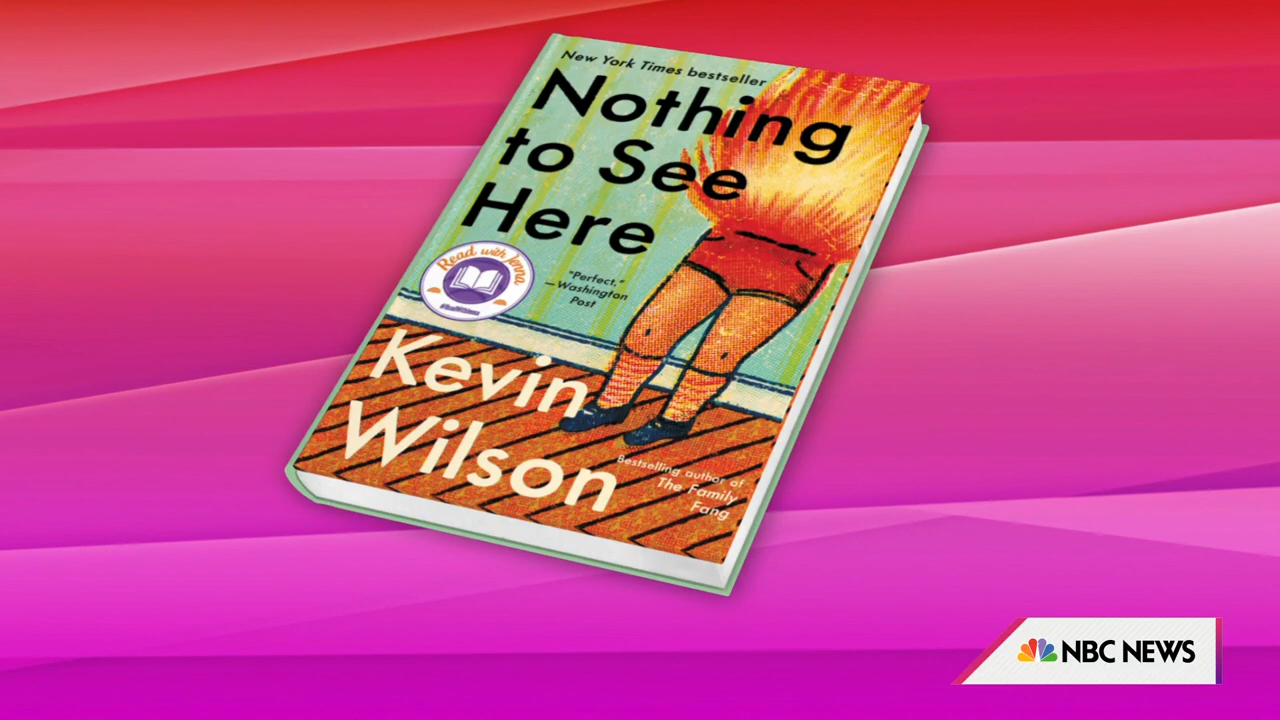 New York Times bestseller
Nothing
to See
Here
Read with Jenna
"Perfect."
—Washington
Post
Kevin
Wilson
Bestselling author of
The Family
Fang
NBC NEWS